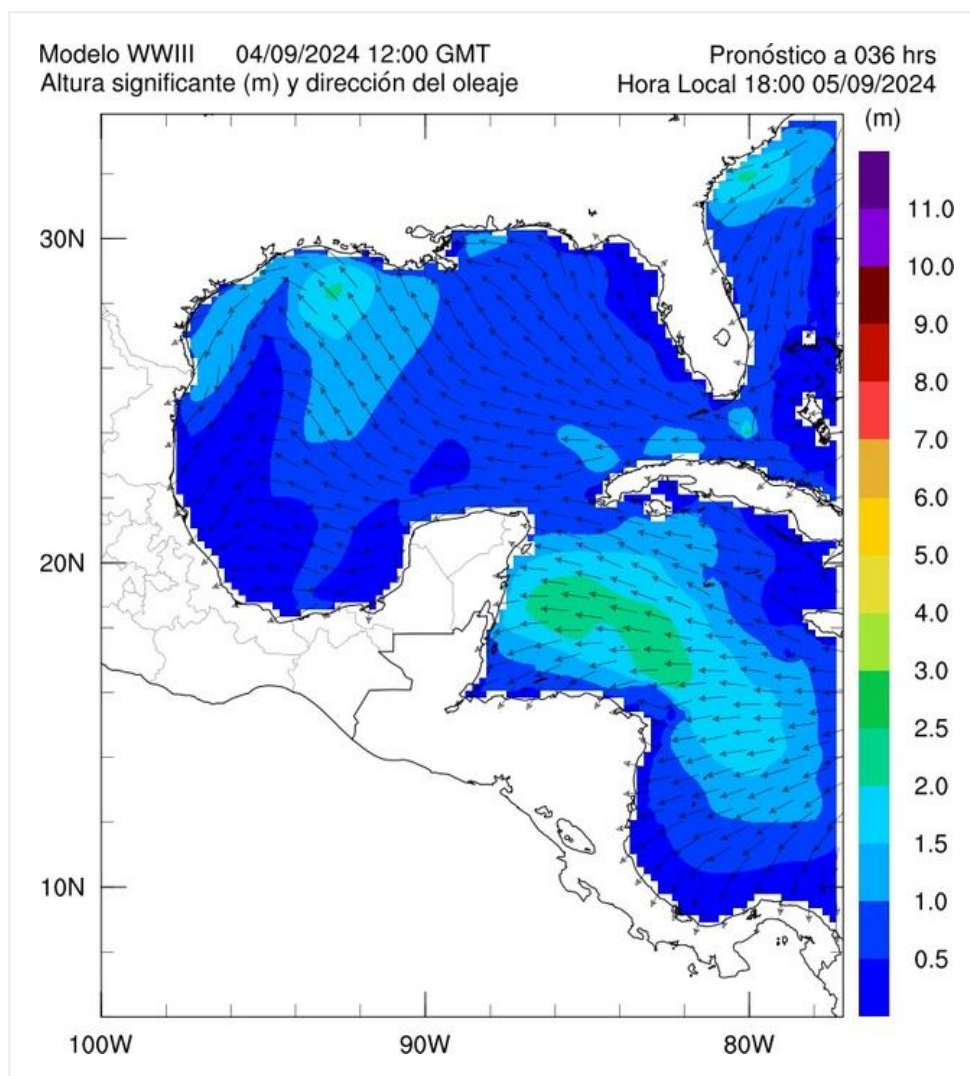 Modelo WWIII 04/09/2024 12:00 GMT Pronóstico a 036 hrs
Altura significante (m) y dirección del oleaje Hora Local 18:00 05/09/2024
(m)
11.0
10.0
9.0
8.0
7.0
6.0
5.0
4.0
3.0
2.5
2.0
1.5
1.0
0.5
30N
20N
10N
100W 90W 80W